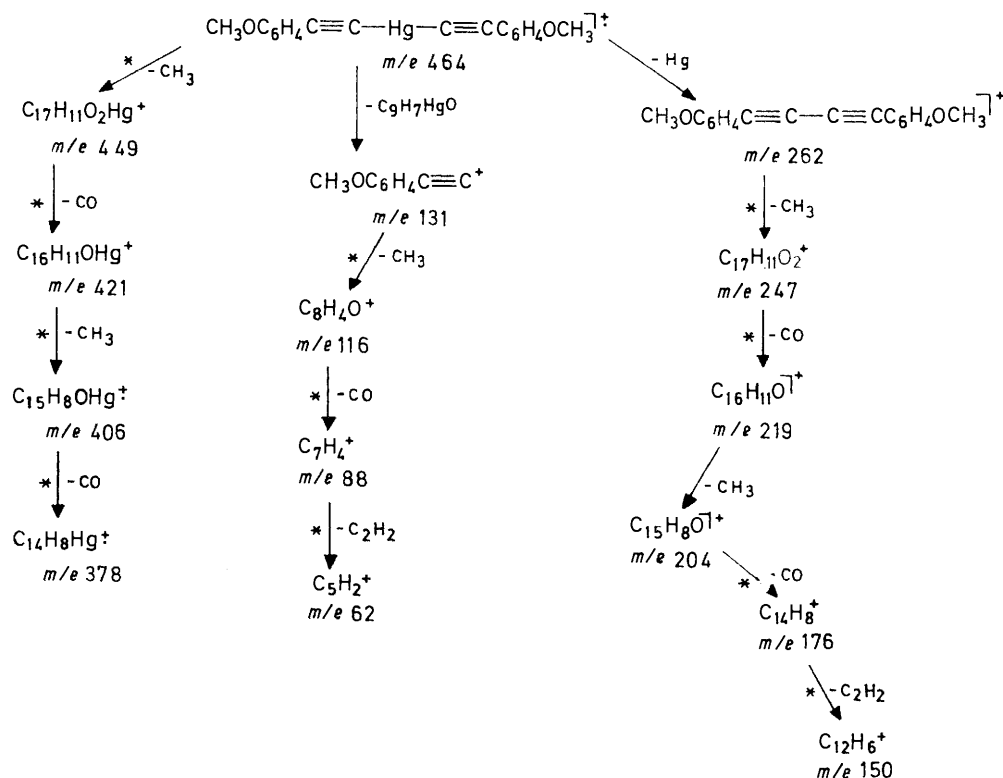 CH₃OC₆H₄C≡C—Hg—C≡CC₆H₄OCH₃⁺·
m/e 464
* -CH₃
-C₉H₇HgO
-Hg
C₁₇H₁₁O₂Hg⁺
m/e 449
* -CO
C₁₆H₁₁OHg⁺
m/e 421
* -CH₃
C₁₅H₈OHg⁺·
m/e 406
* -CO
C₁₄H₈Hg⁺·
m/e 378
CH₃OC₆H₄C≡C⁺
m/e 131
* -CH₃
C₈H₄O⁺
m/e 116
* -CO
C₇H₄⁺
m/e 88
* -C₂H₂
C₅H₂⁺
m/e 62
CH₃OC₆H₄C≡C—C≡CC₆H₄OCH₃⁺
m/e 262
* -CH₃
C₁₇H₁₁O₂⁺
m/e 247
* -CO
C₁₆H₁₁O⁺
m/e 219
-CH₃
C₁₅H₈O⁺
m/e 204
* -CO
C₁₄H₈⁺
m/e 176
* -C₂H₂
C₁₂H₆⁺
m/e 150